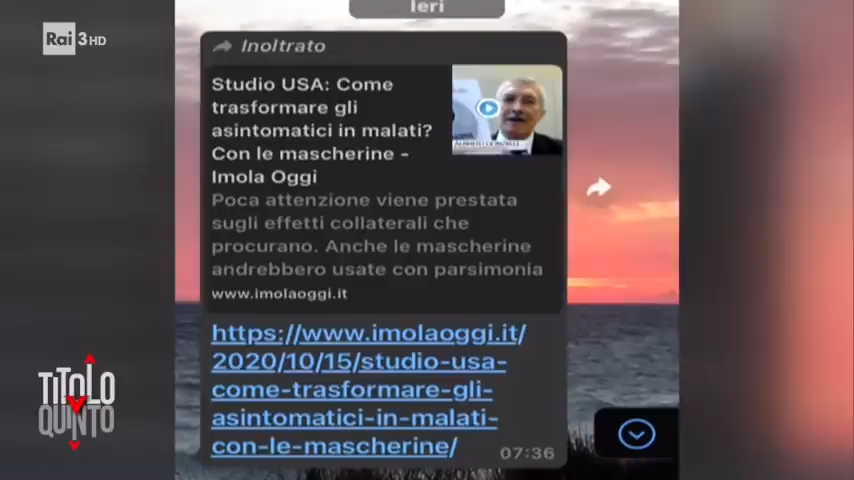 Rai 3HD
Ieri
Inoltrato
Studio USA: Come
trasformare gli
asintomatici in malati?
Con le mascherine -
Imola Oggi
Poca attenzione viene prestata
sugli effetti collaterali che
procurano. Anche le mascherine
andrebbero usate con parsimonia
www.imolaoggi.it
https://www.imolaoggi.it/
2020/10/15/studio-usa-
come-trasformare-gli-
asintomatici-in-malati-
con-le-mascherine/
07:36
TITOLO
QUINTO